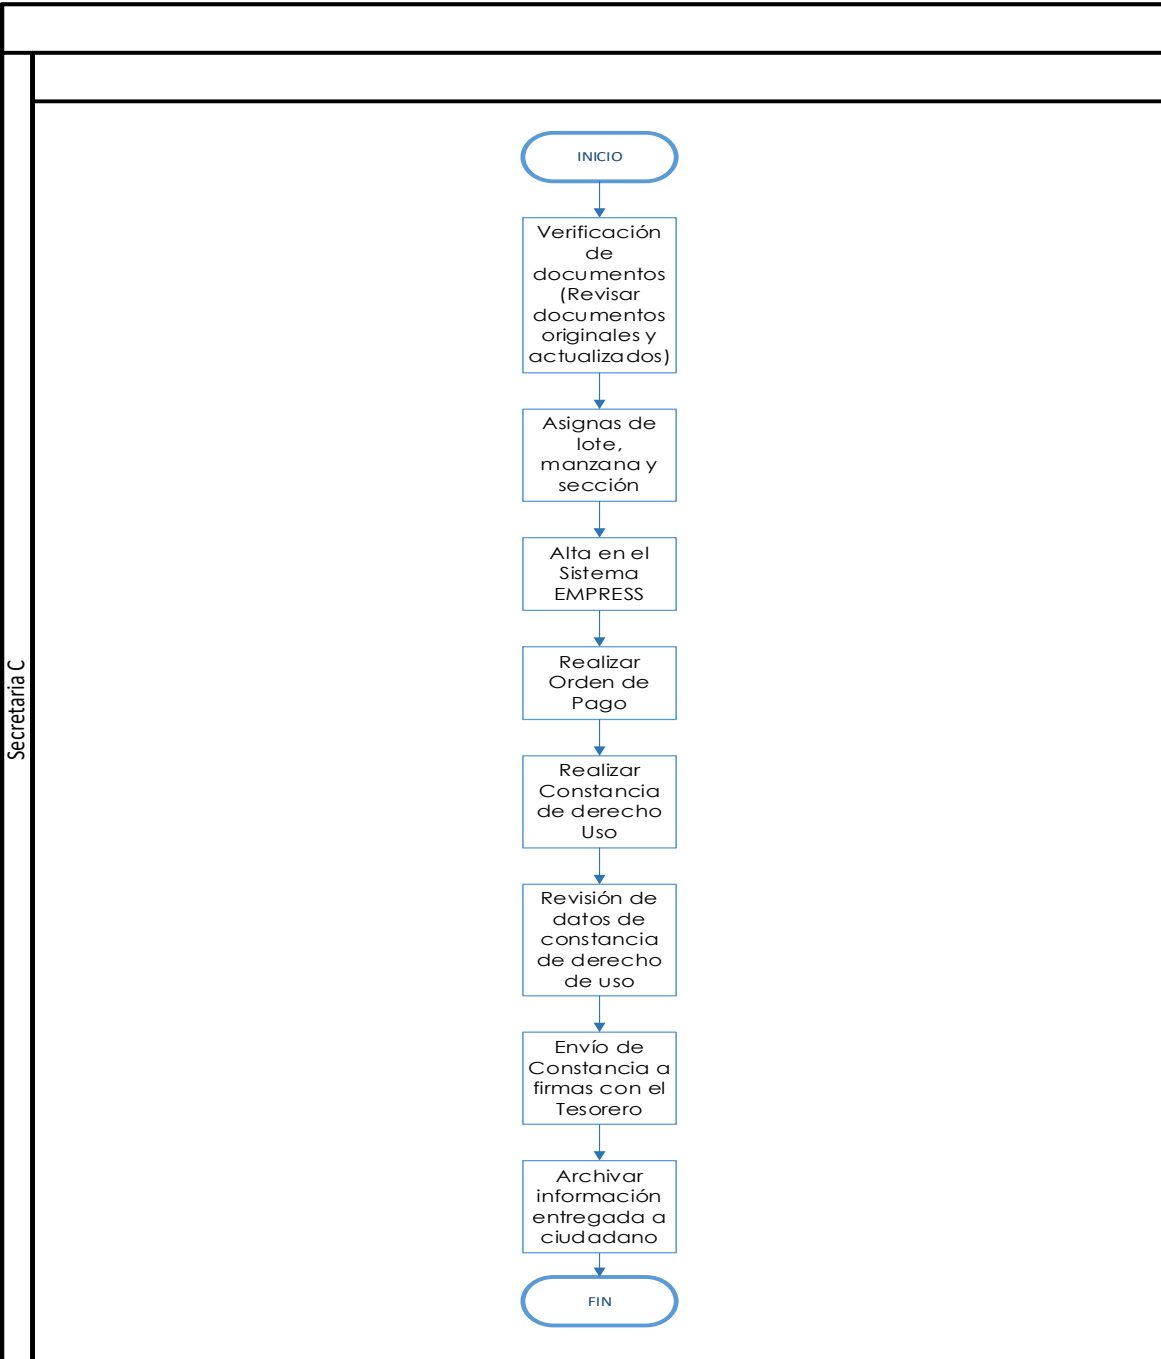 INICIO
Verificación
de
documentos
(Revisar
documentos
originales y
actualizados)
Asignas de
lote,
manzana y
sección
Alta en el
Sistema
EMPRESS
Realizar
Orden de
Pago
Realizar
Constancia
de derecho
Uso
Revisión de
datos de
constancia
de derecho
de uso
Envío de
Constancia a
firmas con el
Tesorero
Archivar
información
entregada a
ciudadano
FIN
Secretaria C